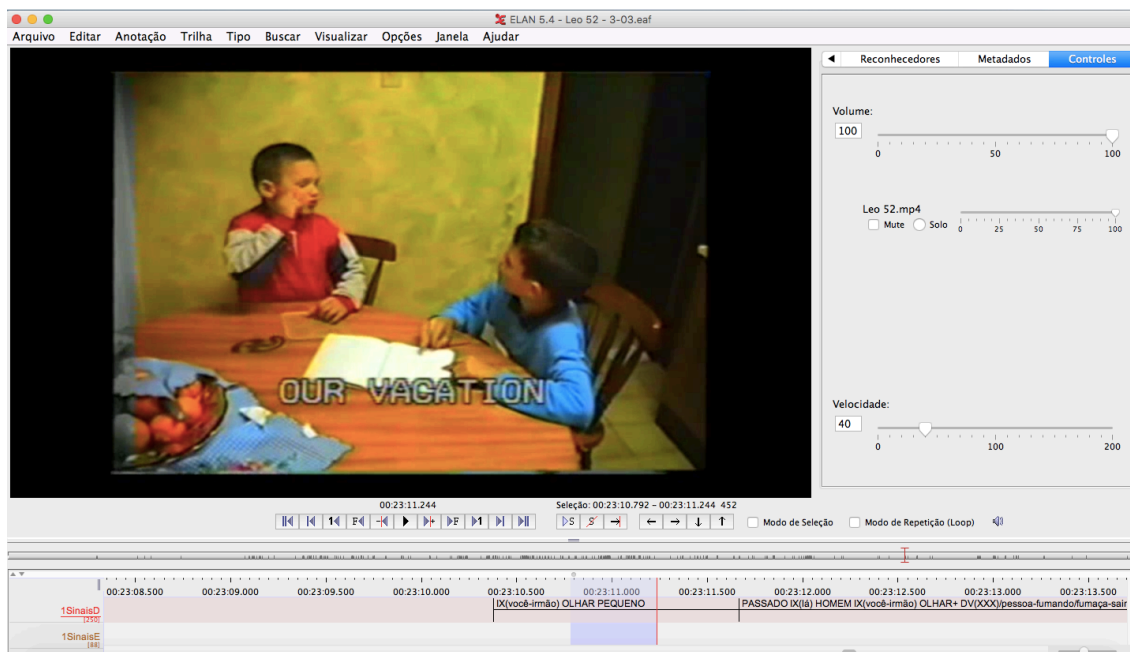 ELAN 5.4 - Leo 52 - 3-03.eaf
Arquivo Editar Anotação Trilha Tipo Buscar Visualizar Opções Janela Ajudar
Reconhecedores Metadados Controles
Volume:
100
0 50 100
Leo 52.mp4
Mute Solo 0 25 50 75 100
OUR VACATION
Velocidade:
40
0 100 200
00:23:11.244 Seleção: 00:23:10.792 - 00:23:11.244 452
1 F F 1 S S Modo de Seleção Modo de Repetição (Loop)
00:23:08.500 00:23:09.000 00:23:09.500 00:23:10.000 00:23:10.500 00:23:11.000 00:23:11.500 00:23:12.000 00:23:12.500 00:23:13.000 00:23:13.500
1SinaisD IX(você-irmão) OLHAR PEQUENO PASSADO IX(lá) HOMEM IX(você-irmão) OLHAR+ DV(XXX)/pessoa-fumando/fumaça-sair
[250]
1SinaisE
[88]